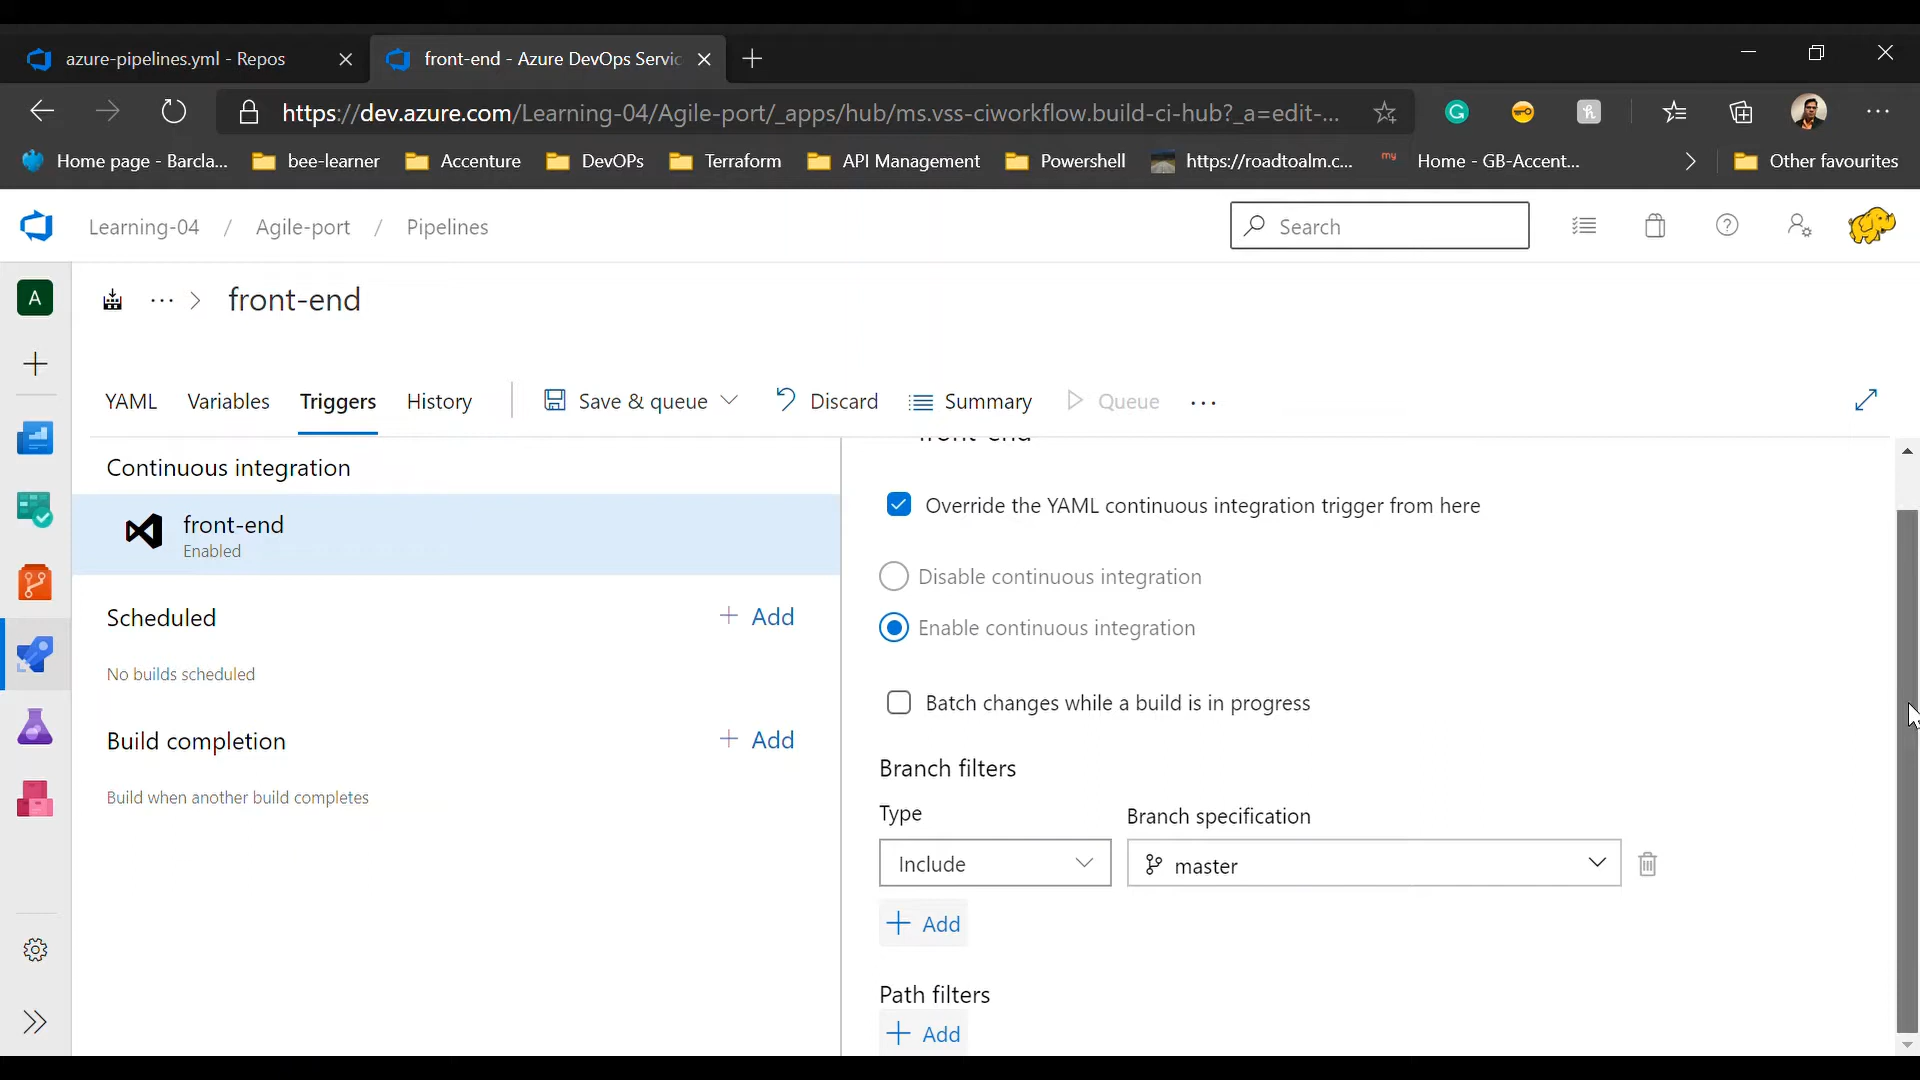 azure-pipelines.yml - Repos
front-end - Azure DevOps Servic
https://dev.azure.com/Learning-04/Agile-port/_apps/hub/ms.vss-ciworkflow.build-ci-hub?_a=edit-...
Home page - Barcla... bee-learner Accenture DevOPs Terraform API Management Powershell https://roadtoalm.c... my Home - GB-Accent... Other favourites
Learning-04 / Agile-port / Pipelines
Search
A
... > front-end
YAML Variables Triggers History Save & queue Discard Summary Queue ...
Continuous integration
front-end
Enabled
Scheduled
+ Add
No builds scheduled
Build completion
+ Add
Build when another build completes
front-end
Override the YAML continuous integration trigger from here
Disable continuous integration
Enable continuous integration
Batch changes while a build is in progress
Branch filters
Type Branch specification
Include master
+ Add
Path filters
+ Add